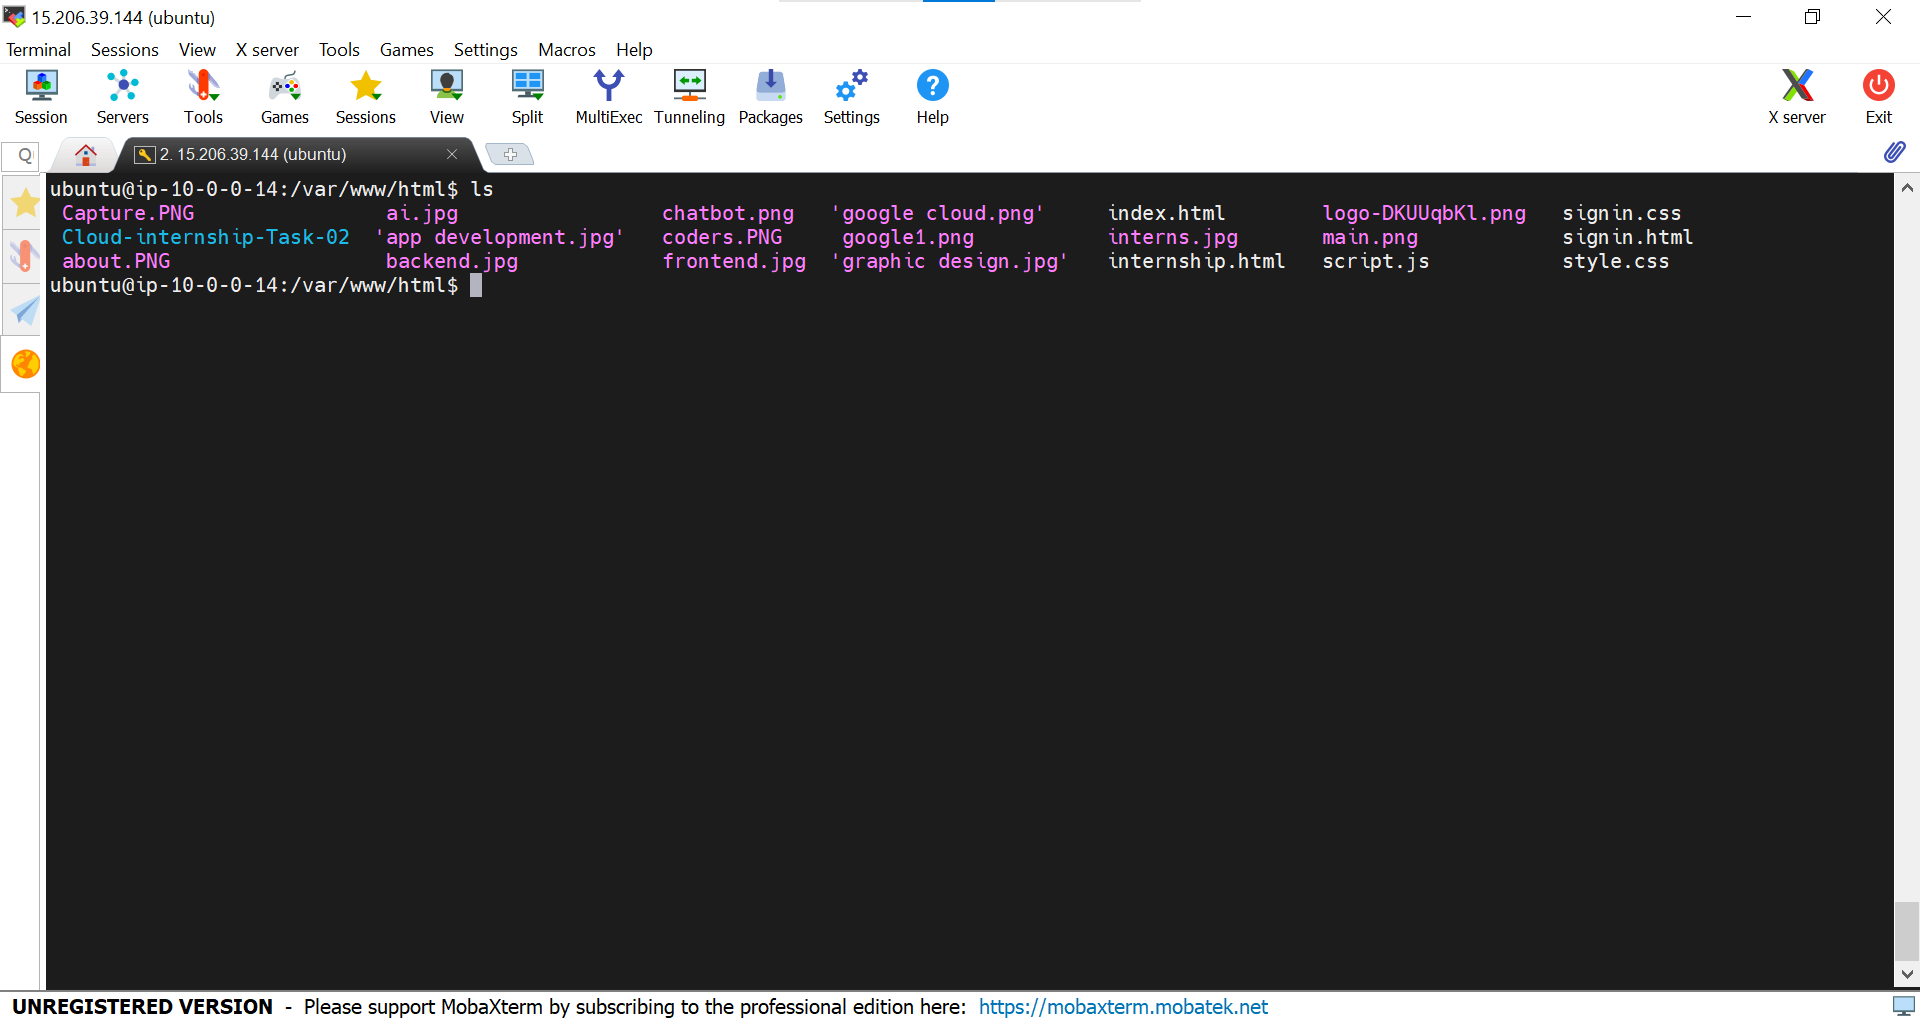 15.206.39.144 (ubuntu)
Terminal Sessions View X server Tools Games Settings Macros Help
Session Servers Tools Games Sessions View Split MultiExec Tunneling Packages Settings Help X server Exit
2. 15.206.39.144 (ubuntu)
ubuntu@ip-10-0-0-14:/var/www/html$ ls
Capture.PNG ai.jpg chatbot.png 'google cloud.png' index.html logo-DKUUqbKl.png signin.css
Cloud-internship-Task-02 'app development.jpg' coders.PNG google1.png interns.jpg main.png signin.html
about.PNG backend.jpg frontend.jpg 'graphic design.jpg' internship.html script.js style.css
ubuntu@ip-10-0-0-14:/var/www/html$
UNREGISTERED VERSION - Please support MobaXterm by subscribing to the professional edition here: https://mobaxterm.mobatek.net